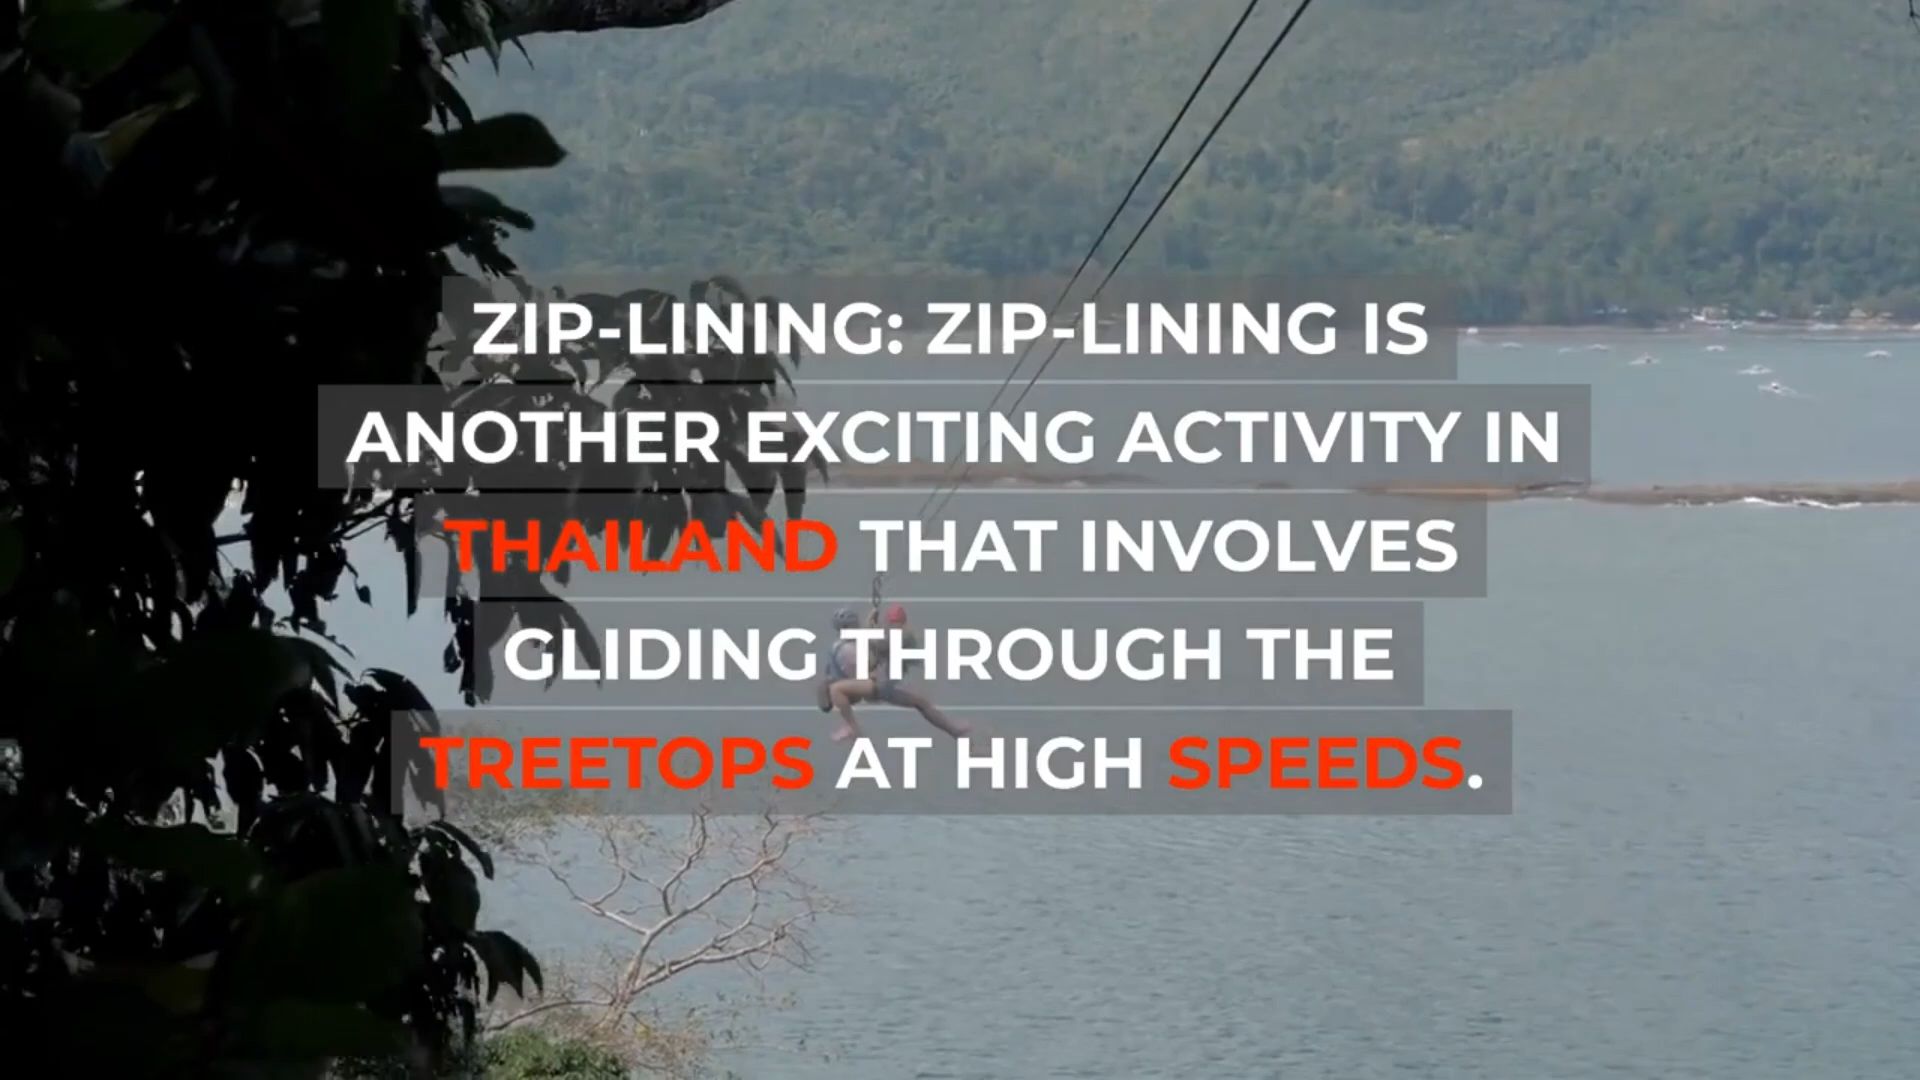 ZIP-LINING: ZIP-LINING IS
ANOTHER EXCITING ACTIVITY IN
THAILAND THAT INVOLVES
GLIDING THROUGH THE
TREETOPS AT HIGH SPEEDS.